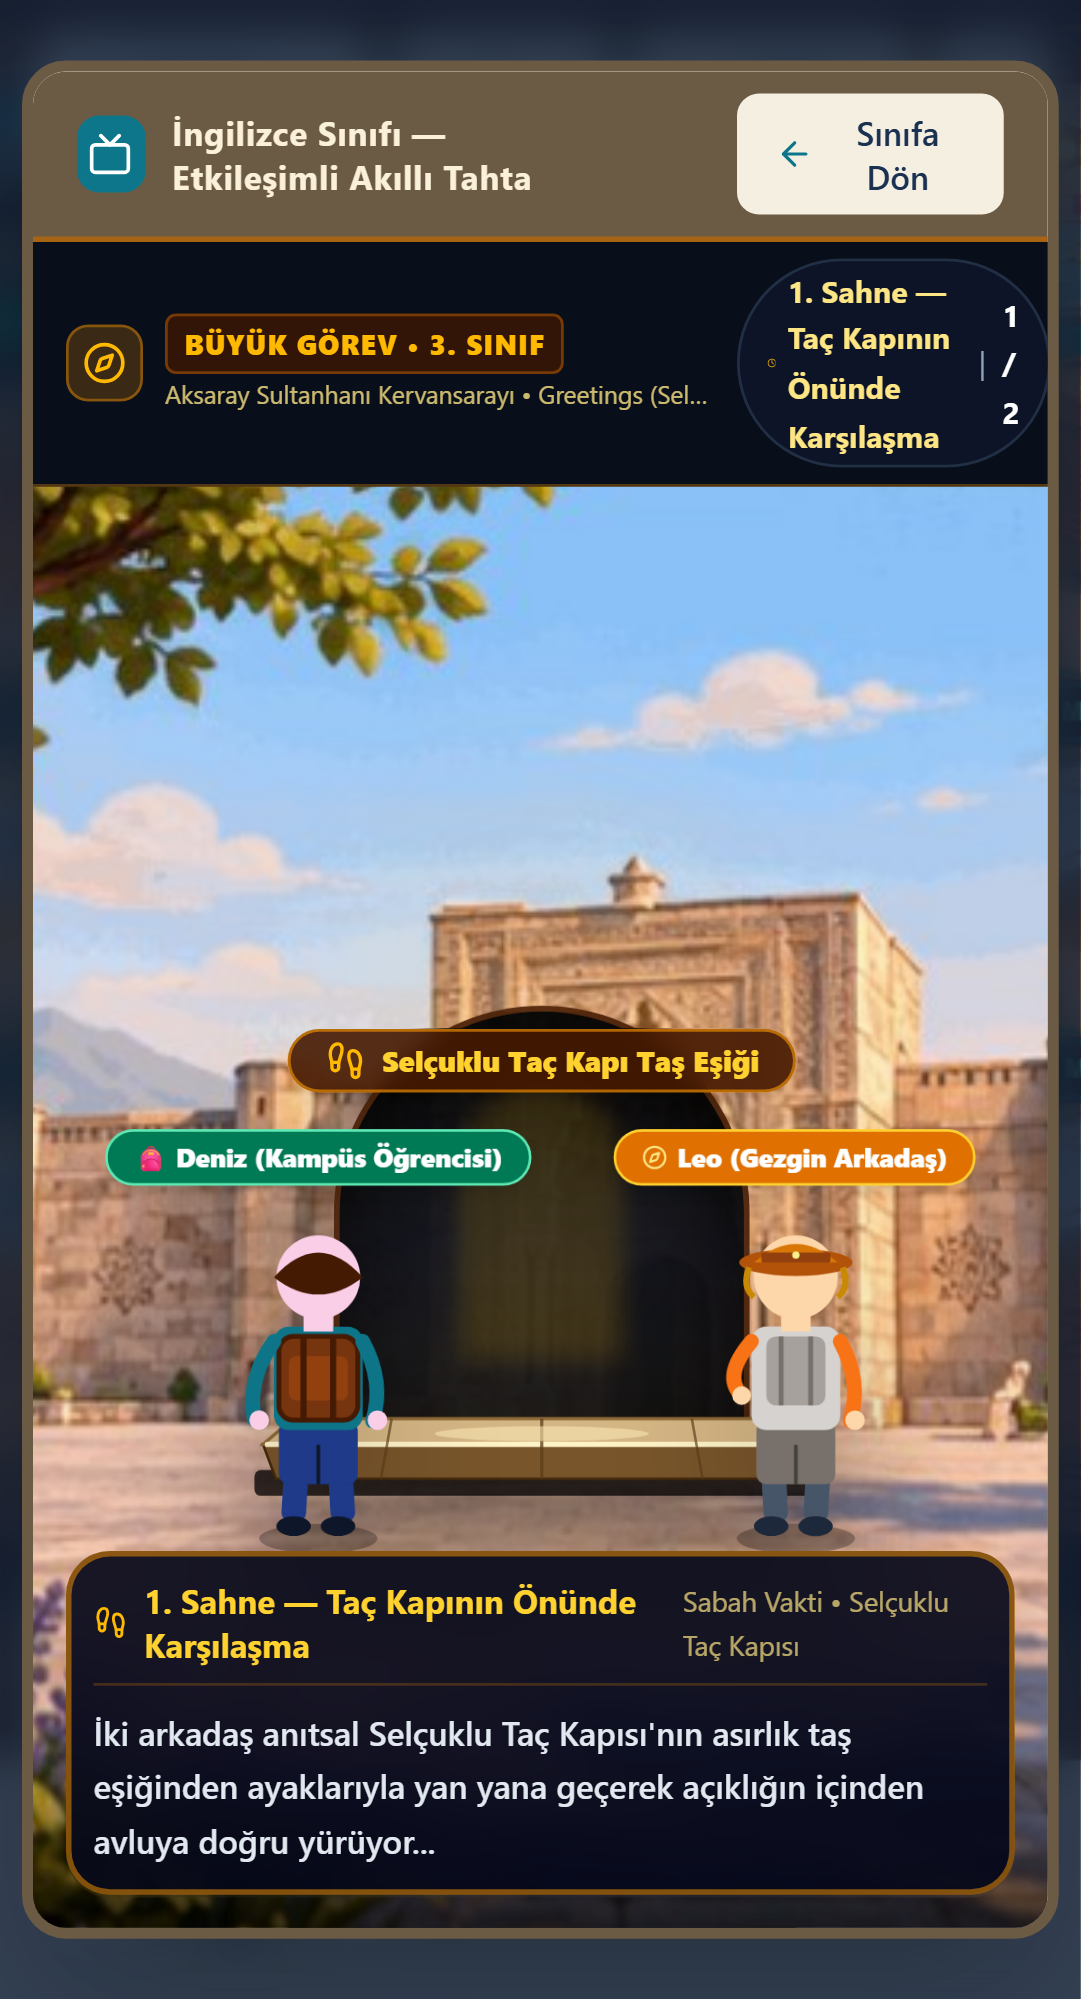 İngilizce Sınıfı —
Etkileşimli Akıllı Tahta
Sınıfa
Dön
BÜYÜK GÖREV • 3. SINIF
Aksaray Sultanhanı Kervansarayı • Greetings (Sel...
1. Sahne —
Taç Kapının
Önünde
Karşılaşma
|
1
/
2
Selçuklu Taç Kapı Taş Eşiği
Deniz (Kampüs Öğrencisi)
Leo (Gezgin Arkadaş)
1. Sahne — Taç Kapının Önünde
Karşılaşma
Sabah Vakti • Selçuklu
Taç Kapısı
İki arkadaş anıtsal Selçuklu Taç Kapısı'nın asırlık taş
eşiğinden ayaklarıyla yan yana geçerek açıklığın içinden
avluya doğru yürüyor...